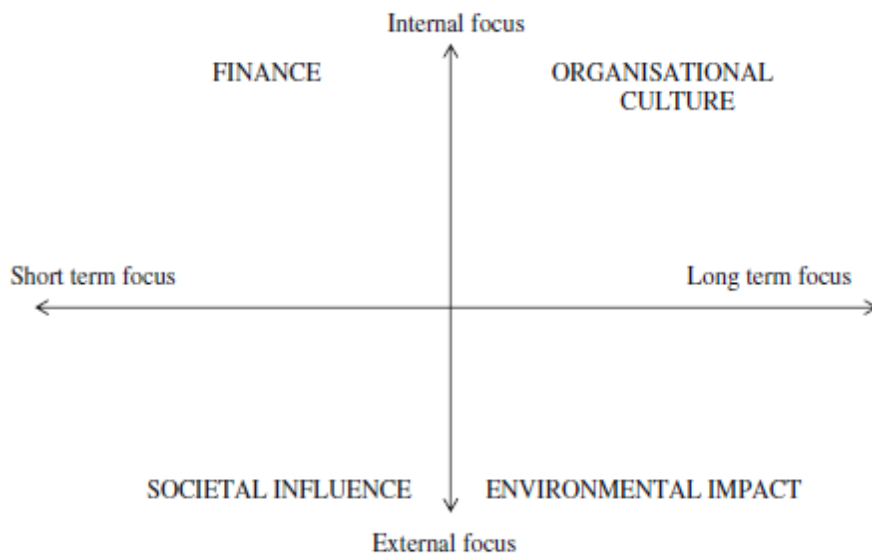 Internal focus
FINANCE
ORGANISATIONAL
CULTURE
Short term focus
Long term focus
SOCIETAL INFLUENCE
ENVIRONMENTAL IMPACT
External focus